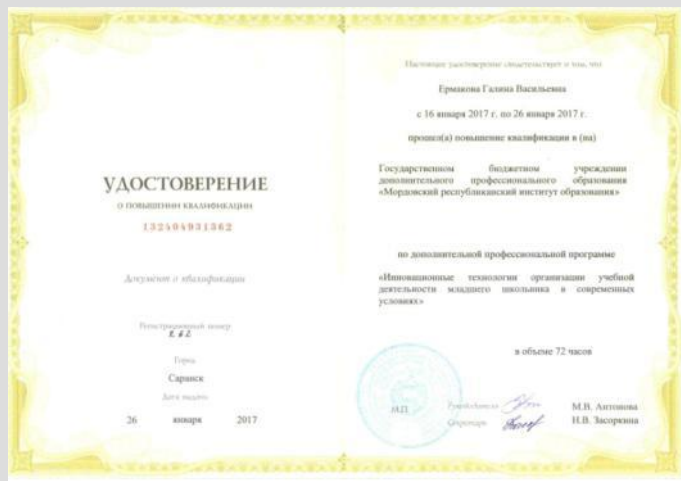 УДОСТОВЕРЕНИЕ
О ПОВЫШЕНИИ КВАЛИФИКАЦИИ
132404931362
Документ о квалификации
Регистрационный номер
Город
Саранск
Дата выдачи
26 января 2017
Настоящее удостоверение свидетельствует о том, что
Ермакова Галина Васильевна
с 16 января 2017 г. по 26 января 2017 г.
прошел(а) повышение квалификации в (на)
Государственном бюджетном учреждении
дополнительного профессионального образования
«Мордовский республиканский институт образования»
по дополнительной профессиональной программе
«Инновационные технологии организации учебной
деятельности младшего школьника в современных
условиях»
в объеме 72 часов
М.П.
Руководитель М.В. Антонова
Секретарь Н.В. Засоркина